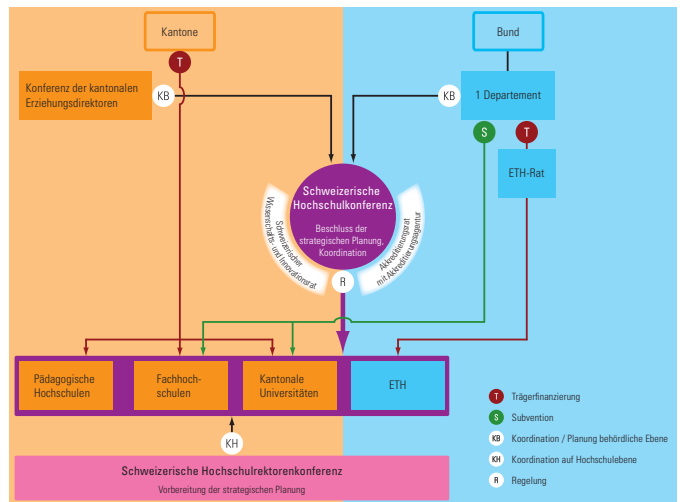 Kantone
Bund
T
Konferenz der kantonalen
Erziehungsdirektoren
KB
KB
1 Departement
S
T
ETH-Rat
Schweizerische
Hochschulkonferenz
Beschluss der
strategischen Planung,
Koordination
Schweizerischer
Wissenschafts- und Innovationsrat
Akkreditierungsrat
mit Akkreditierungsagentur
R
Pädagogische
Hochschulen
Fachhoch-
schulen
Kantonale
Universitäten
ETH
KH
Schweizerische Hochschulrektorenkonferenz
Vorbereitung der strategischen Planung
T Trägerfinanzierung
S Subvention
KB Koordination / Planung behördliche Ebene
KH Koordination auf Hochschulebene
R Regelung